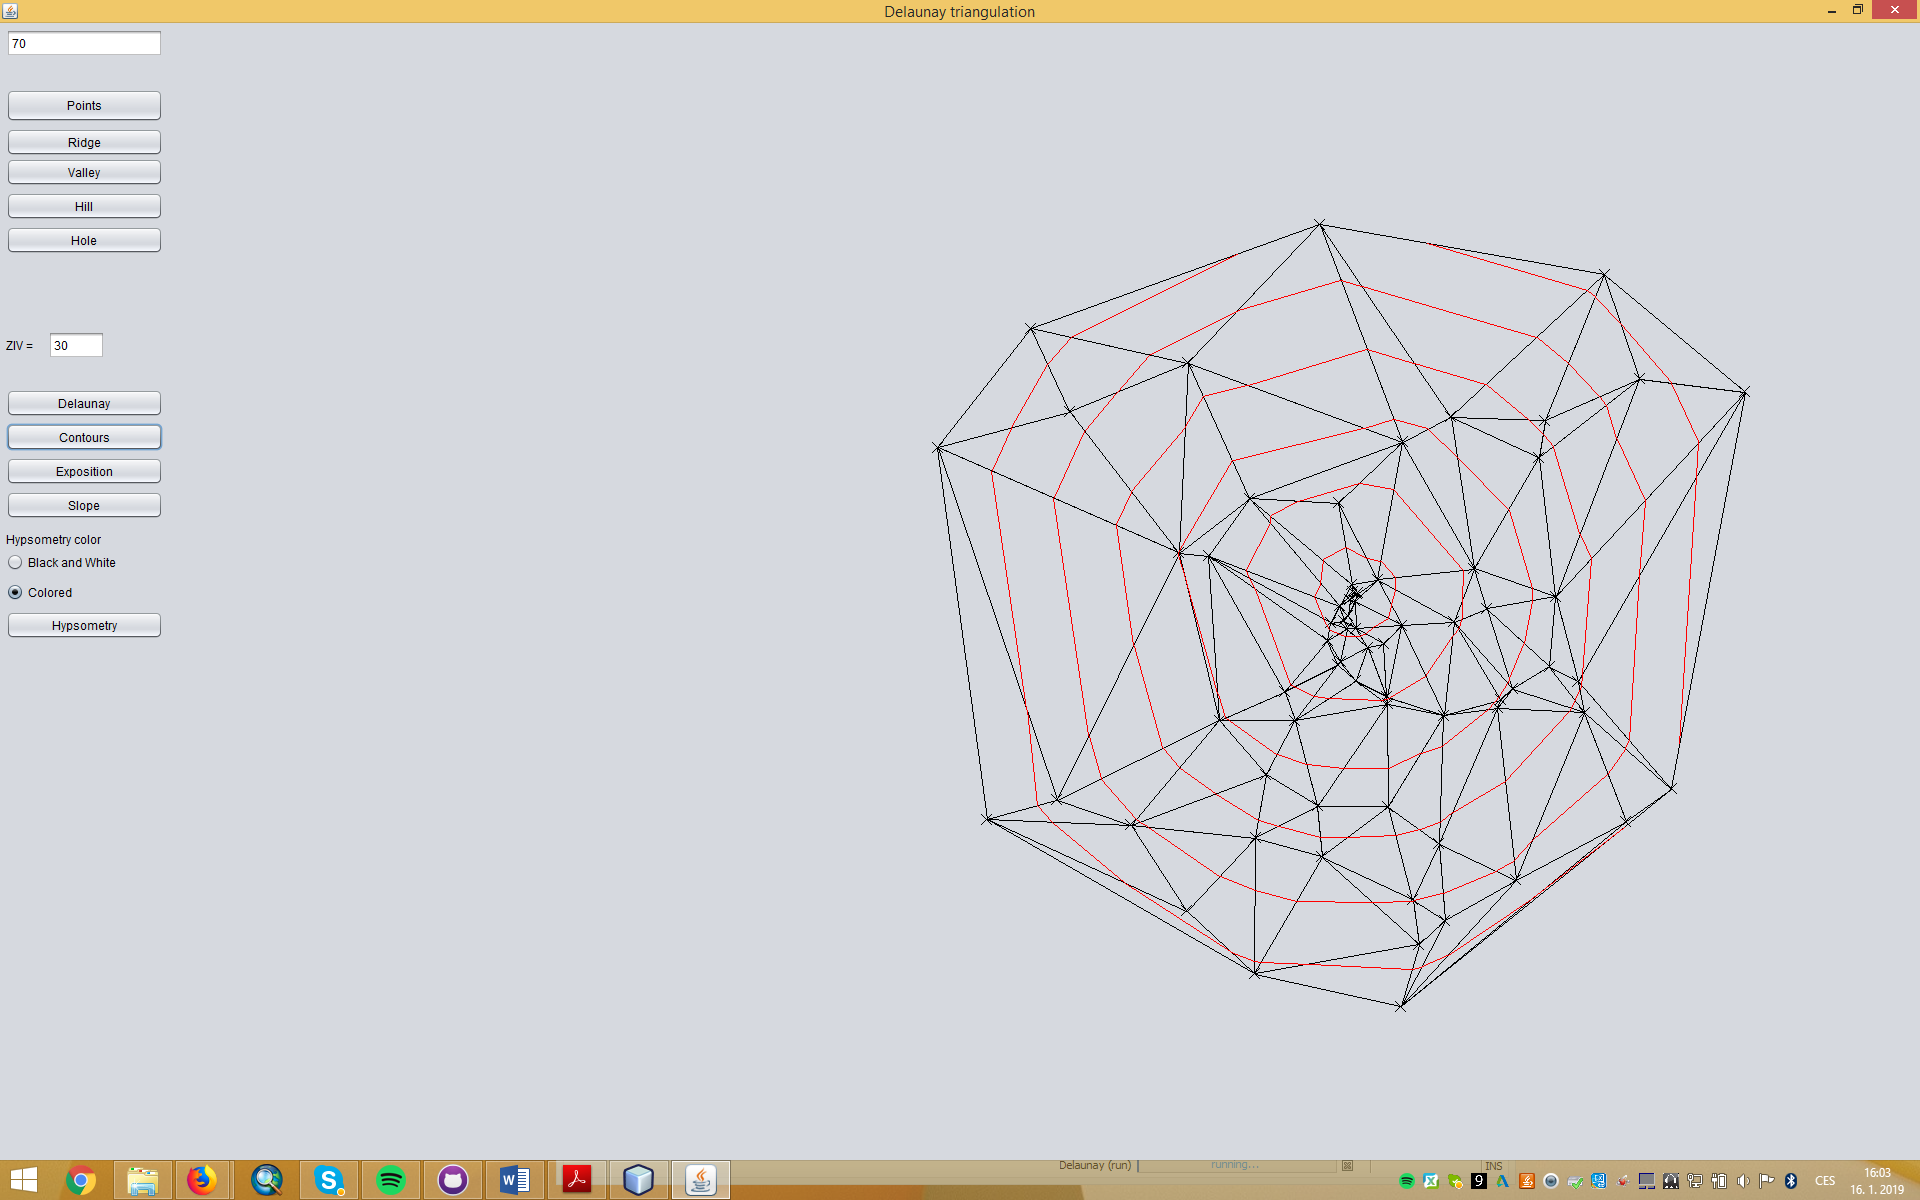 Delaunay triangulation
70
Points
Ridge
Valley
Hill
Hole
ZIV = 30
Delaunay
Contours
Exposition
Slope
Hypsometry color
Black and White
Colored
Hypsometry
Delaunay (run) running... INS
CES
16:03
16. 1. 2019